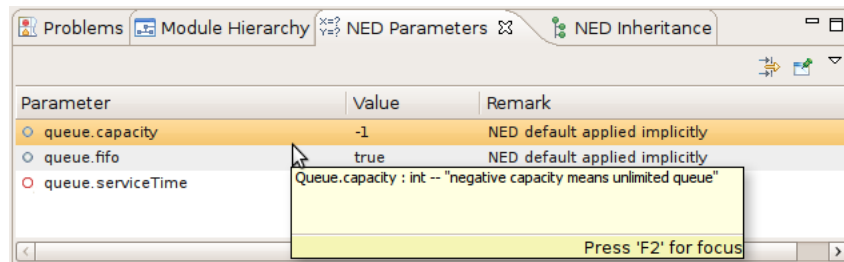 Problems Module Hierarchy X=? Y=? NED Parameters NED Inheritance
Parameter Value Remark
queue.capacity -1 NED default applied implicitly
queue.fifo true NED default applied implicitly
queue.serviceTime
Queue.capacity : int -- "negative capacity means unlimited queue"
Press 'F2' for focus